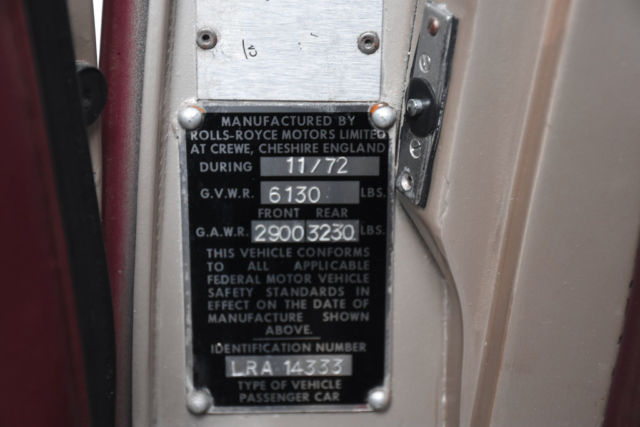 MANUFACTURED BY
ROLLS-ROYCE MOTORS LIMITED
AT CREWE, CHESHIRE ENGLAND
DURING 11/72
G.V.W.R. 6130 LBS.
FRONT REAR
G.A.W.R. 2900 3230 LBS.
THIS VEHICLE CONFORMS
TO ALL APPLICABLE
FEDERAL MOTOR VEHICLE
SAFETY STANDARDS IN
EFFECT ON THE DATE OF
MANUFACTURE SHOWN
ABOVE.
IDENTIFICATION NUMBER
LRA 14333
TYPE OF VEHICLE
PASSENGER CAR